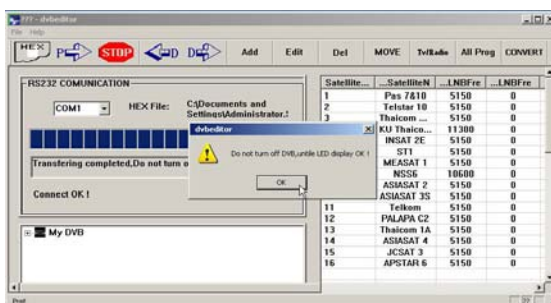 ??? - dvbeditor
File Help
HEX P STOP D D Add Edit Del MOVE Tv/Radio All Prog CONVERT
RS232 COMUNICATION
COM1 HEX File: C:\Documents and
Settings\Administrator.
Transfering completed,Do not turn o
Connect OK !
My DVB
dvbeditor
Do not turn off DVB,untile LED display OK !
OK
Satellite... ...SatelliteN ...LNBFre ...LNBFre
1 Pas 7&10 5150 0
2 Telstar 10 5150 0
3 Thaicom ... 5150 0
KU Thaico... 11300 0
INSAT 2E 5150 0
ST1 5150 0
MEASAT 1 5150 0
NSS6 10600 0
ASIASAT 2 5150 0
ASIASAT 3S 5150 0
11 Telkom 5150 0
12 PALAPA C2 5150 0
13 Thaicom 1A 5150 0
14 ASIASAT 4 5150 0
15 JCSAT 3 5150 0
16 APSTAR 6 5150 0